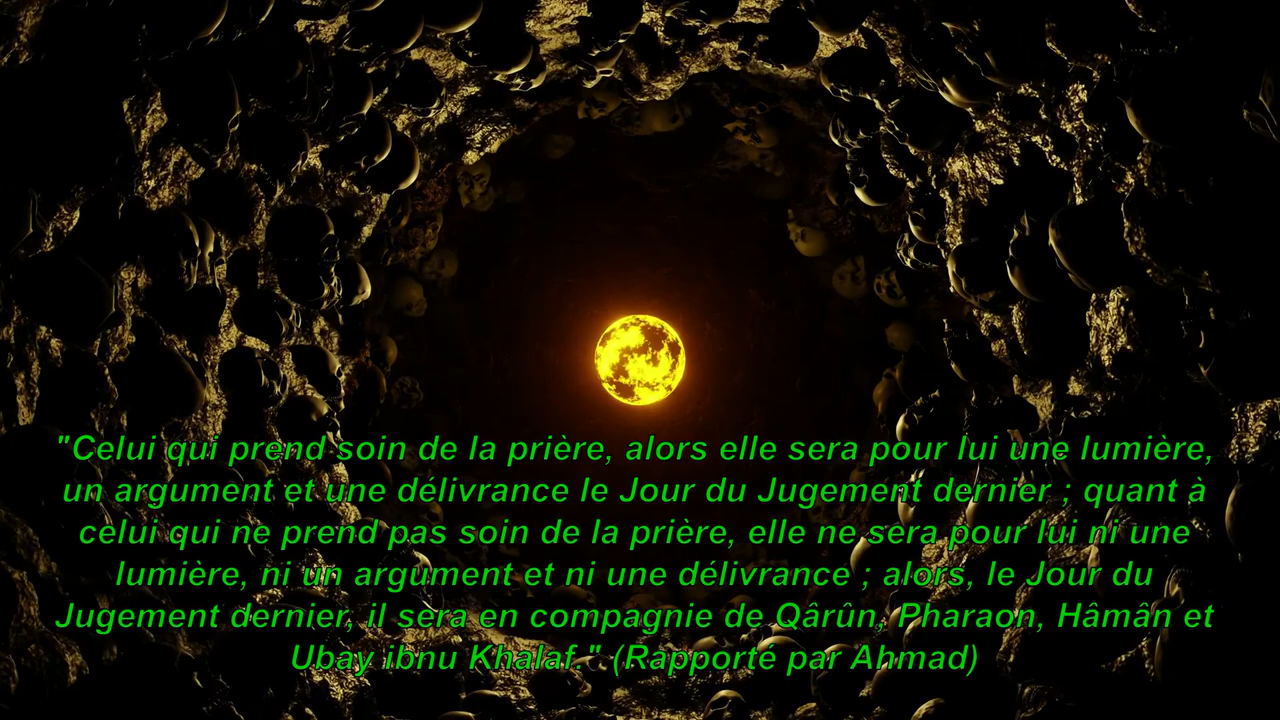 "Celui qui prend soin de la prière, alors elle sera pour lui une lumière,
un argument et une délivrance le Jour du Jugement dernier ; quant à
celui qui ne prend pas soin de la prière, elle ne sera pour lui ni une
lumière, ni un argument et ni une délivrance ; alors, le Jour du
Jugement dernier, il sera en compagnie de Qârûn, Pharaon, Hâmân et
Ubay ibnu Khalaf." (Rapporté par Ahmad)